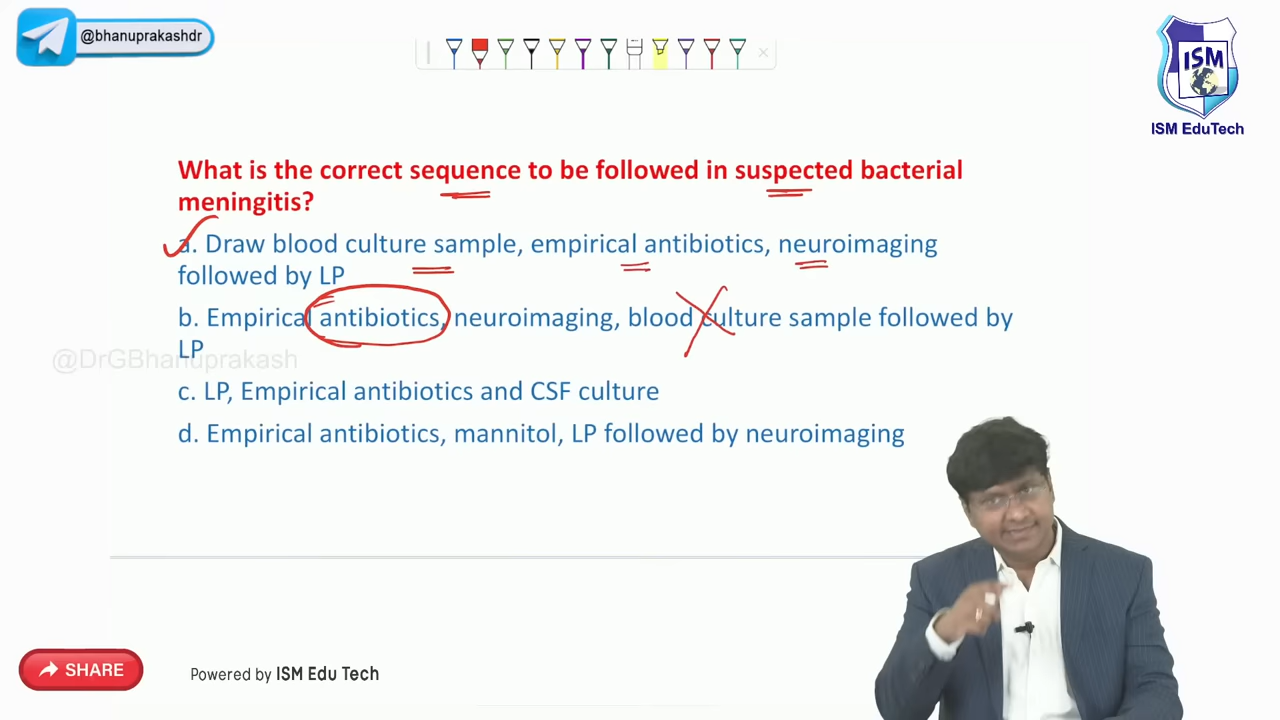 @bhanuprakashdr
ISM
ISM EduTech
What is the correct sequence to be followed in suspected bacterial
meningitis?
a. Draw blood culture sample, empirical antibiotics, neuroimaging
followed by LP
b. Empirical antibiotics, neuroimaging, blood culture sample followed by
LP
@DrGBhanuprakash
c. LP, Empirical antibiotics and CSF culture
d. Empirical antibiotics, mannitol, LP followed by neuroimaging
SHARE
Powered by ISM Edu Tech